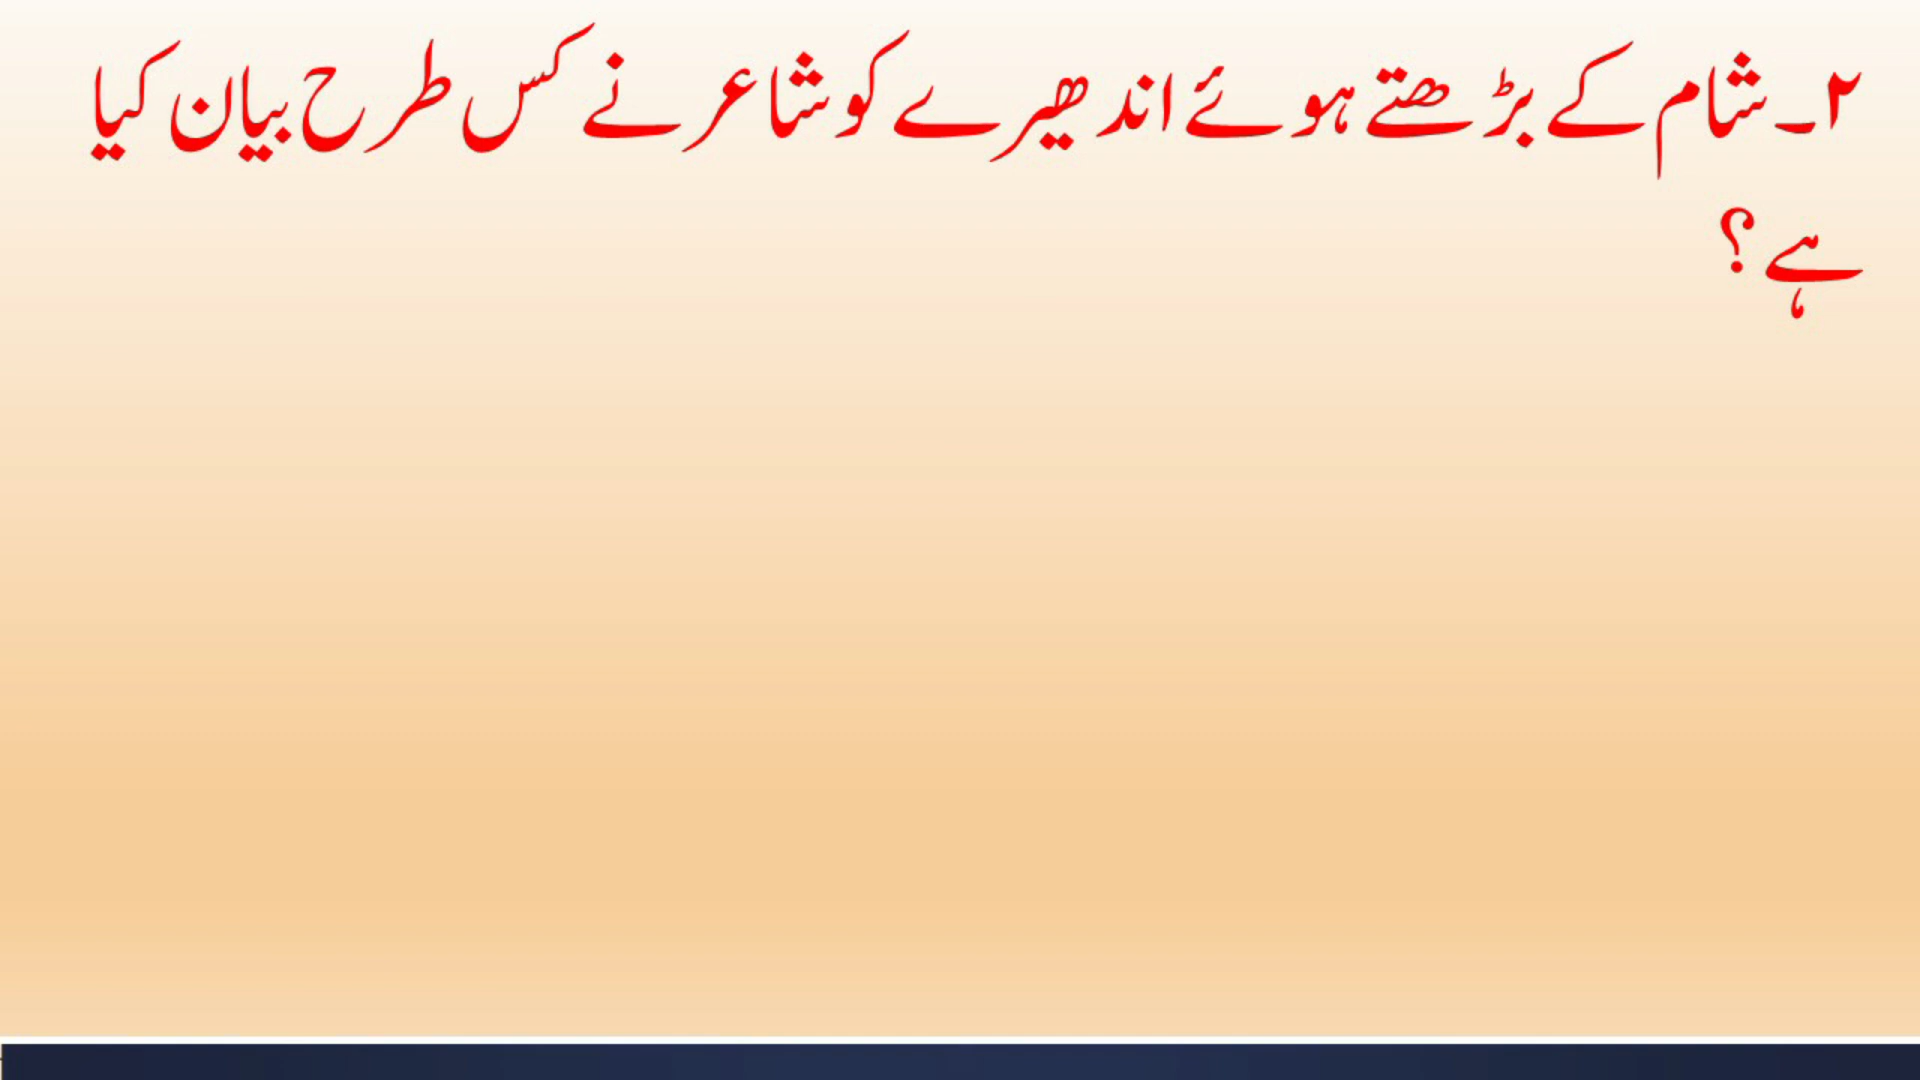 ۲۔شام کے بڑھتے ہوئے اندھیرے کو شاعر نے کس طرح بیان کیا
ہے؟